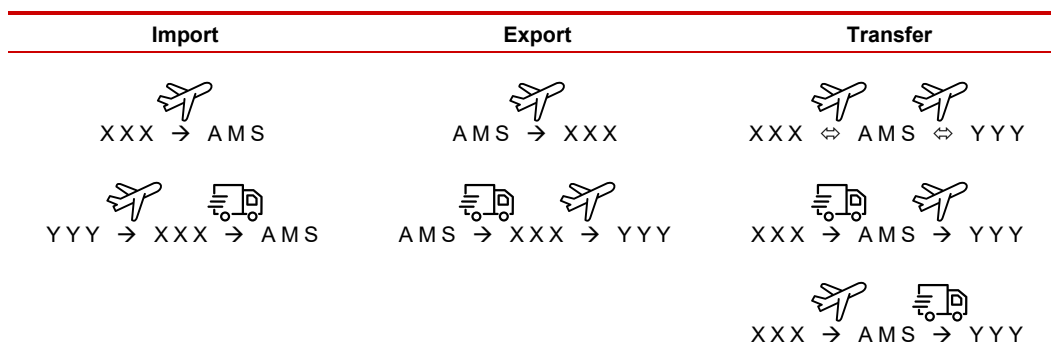 Import Export Transfer
XXX → AMS AMS → XXX XXX ⇔ AMS ⇔ YYY
YYY → XXX → AMS AMS → XXX → YYY XXX → AMS → YYY
XXX → AMS → YYY